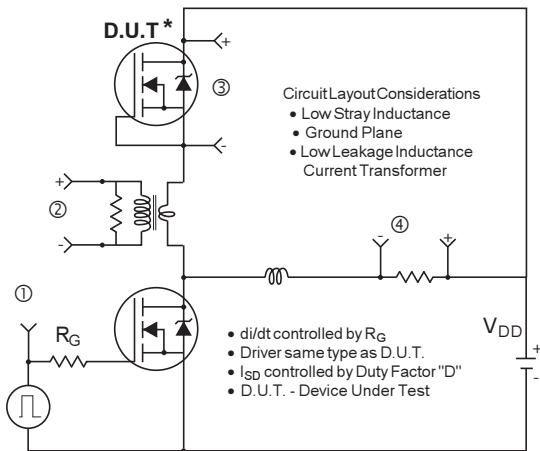 D.U.T*
+
③
-
Circuit Layout Considerations
• Low Stray Inductance
• Ground Plane
• Low Leakage Inductance
Current Transformer
+
②
-
-
④
+
①
RG
• di/dt controlled by RG
• Driver same type as D.U.T.
• ISD controlled by Duty Factor "D"
• D.U.T. - Device Under Test
VDD
+
-